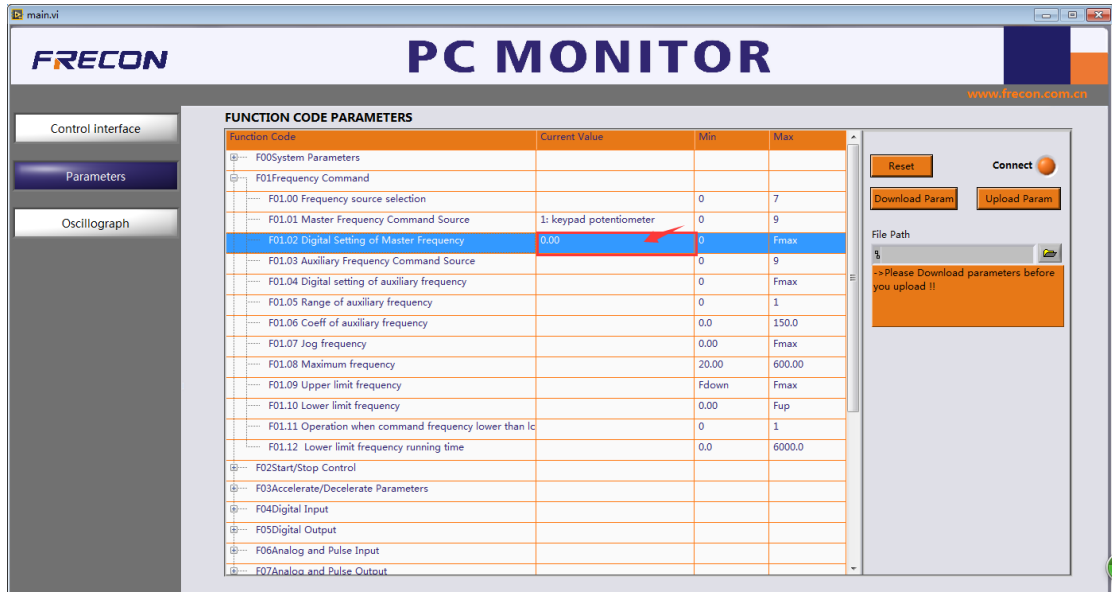 main.vi
FRECON
PC MONITOR
www.frecon.com.cn
Control interface
Parameters
Oscillograph
FUNCTION CODE PARAMETERS
Function Code Current Value Min Max
F00System Parameters
F01Frequency Command
F01.00 Frequency source selection 0 7
F01.01 Master Frequency Command Source 1: keypad potentiometer 0 9
F01.02 Digital Setting of Master Frequency 0.00 0 Fmax
F01.03 Auxiliary Frequency Command Source 0 9
F01.04 Digital setting of auxiliary frequency 0 Fmax
F01.05 Range of auxiliary frequency 0 1
F01.06 Coeff of auxiliary frequency 0.0 150.0
F01.07 Jog frequency 0.00 Fmax
F01.08 Maximum frequency 20.00 600.00
F01.09 Upper limit frequency Fdown Fmax
F01.10 Lower limit frequency 0.00 Fup
F01.11 Operation when command frequency lower than lc 0 1
F01.12 Lower limit frequency running time 0.0 6000.0
F02Start/Stop Control
F03Accelerate/Decelerate Parameters
F04Digital Input
F05Digital Output
F06Analog and Pulse Input
F07Analog and Pulse Output
Reset Connect
Download Param Upload Param
File Path
->Please Download parameters before
you upload !!